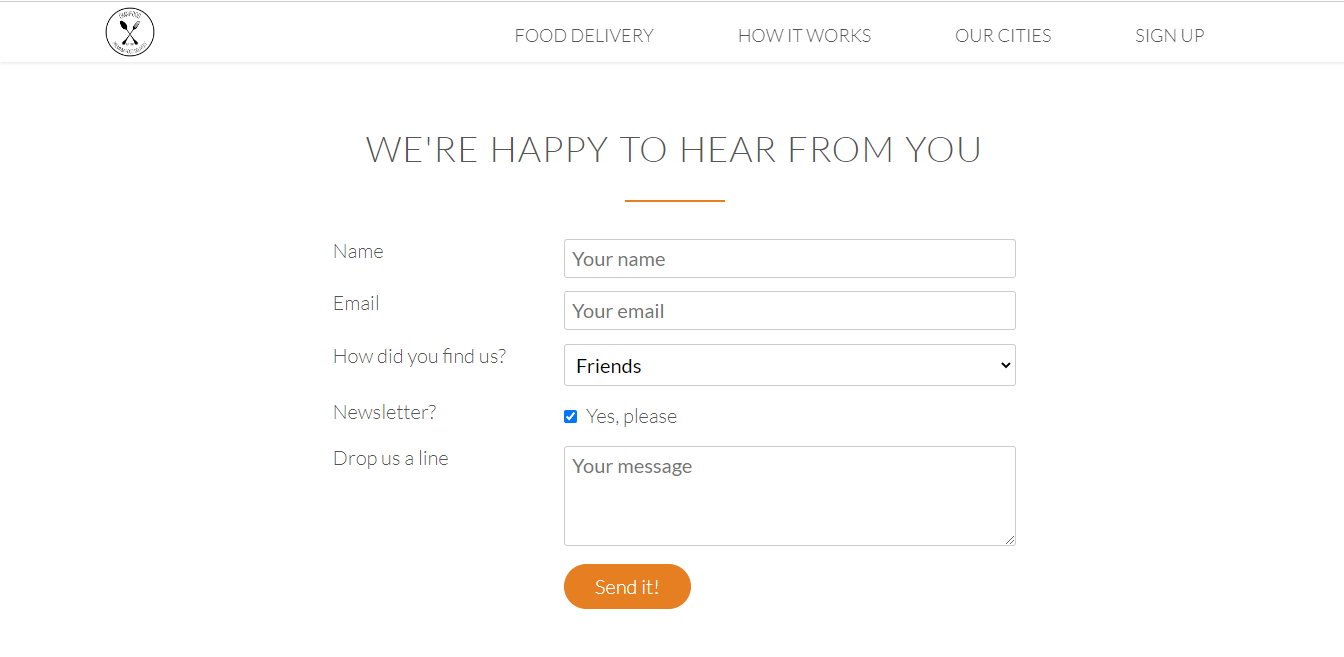 FOOD DELIVERY HOW IT WORKS OUR CITIES SIGN UP
WE'RE HAPPY TO HEAR FROM YOU
Name Your name
Email Your email
How did you find us? Friends
Newsletter? Yes, please
Drop us a line Your message
Send it!